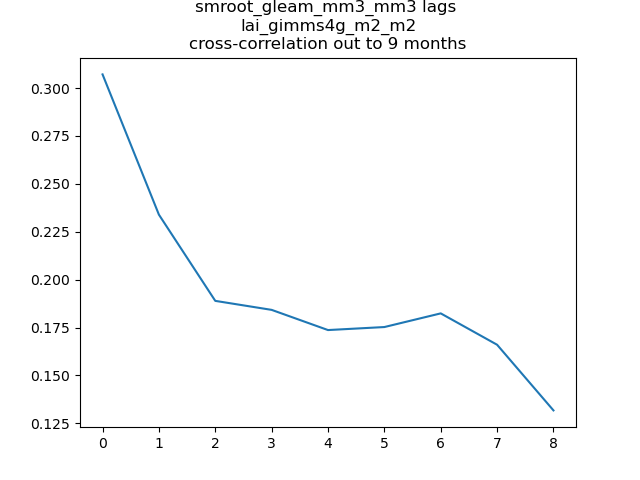 smroot_gleam_mm3_mm3 lags
lai_gimms4g_m2_m2
cross-correlation out to 9 months
0.300
0.275
0.250
0.225
0.200
0.175
0.150
0.125
0 1 2 3 4 5 6 7 8